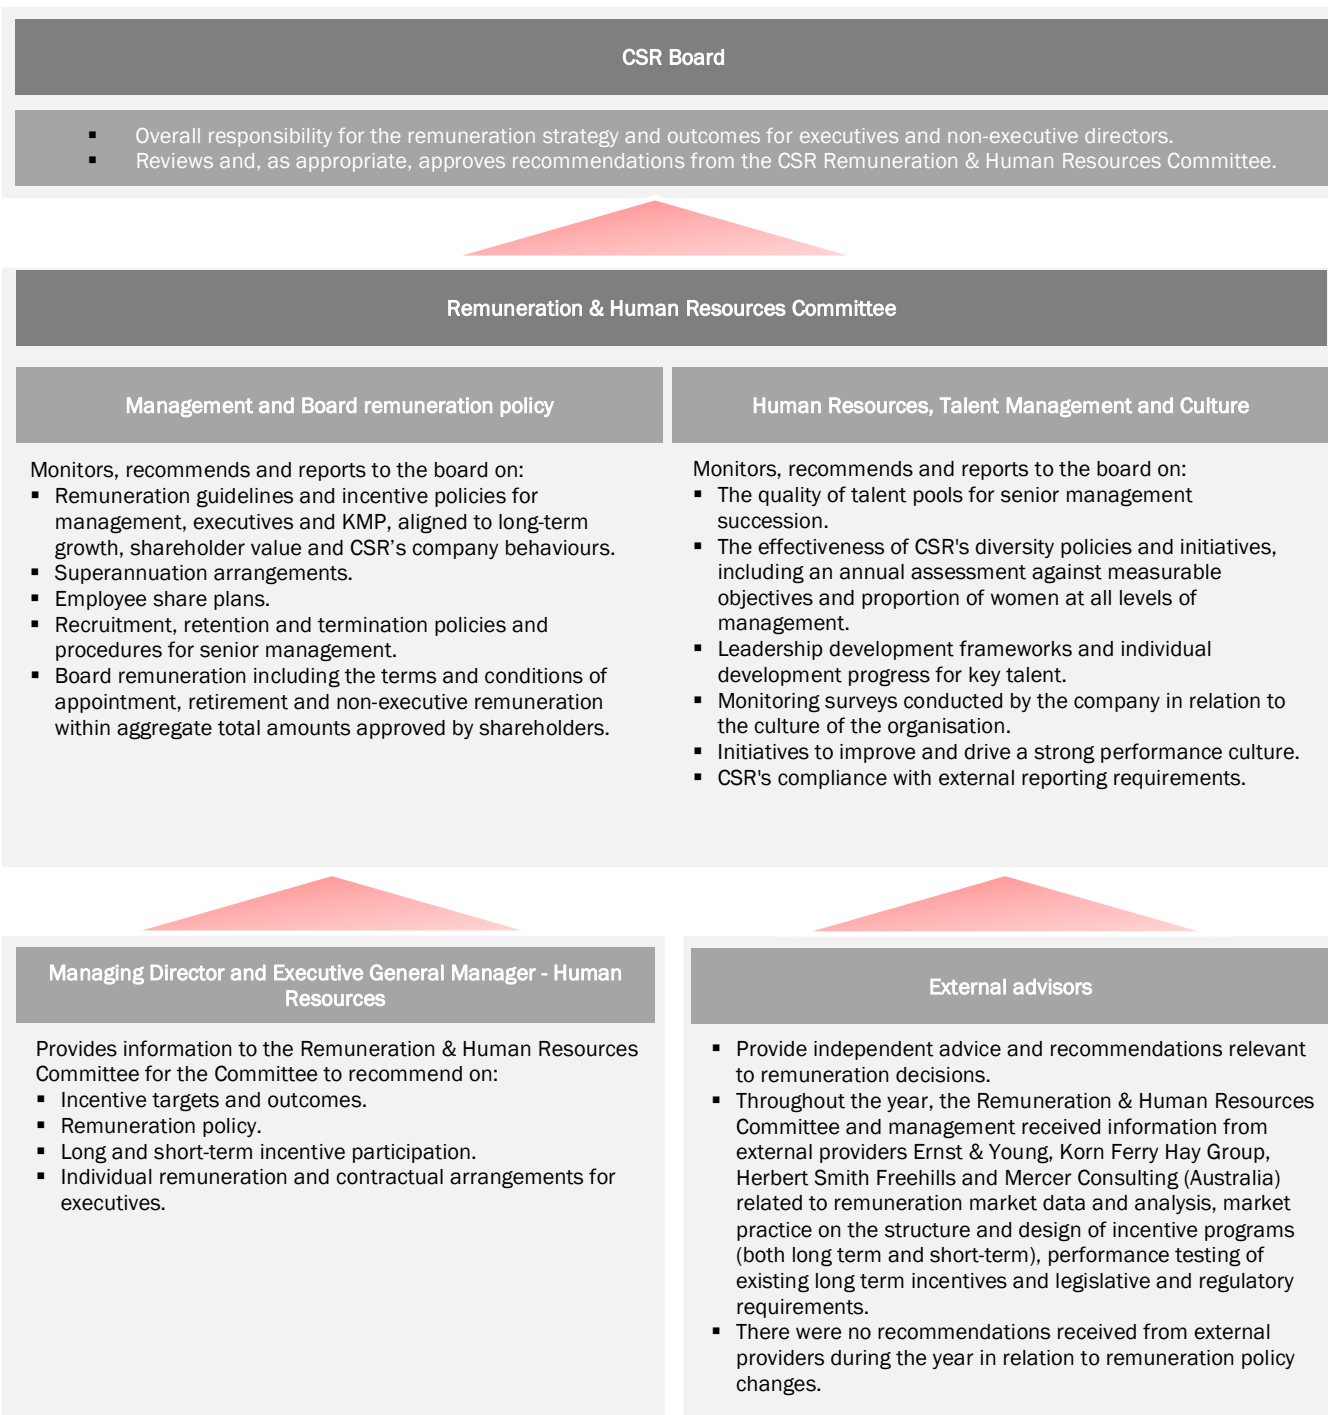 CSR Board
▪ Overall responsibility for the remuneration strategy and outcomes for executives and non-executive directors.
▪ Reviews and, as appropriate, approves recommendations from the CSR Remuneration & Human Resources Committee.
Remuneration & Human Resources Committee
Management and Board remuneration policy
Monitors, recommends and reports to the board on:
▪ Remuneration guidelines and incentive policies for
management, executives and KMP, aligned to long-term
growth, shareholder value and CSR’s company behaviours.
▪ Superannuation arrangements.
▪ Employee share plans.
▪ Recruitment, retention and termination policies and
procedures for senior management.
▪ Board remuneration including the terms and conditions of
appointment, retirement and non-executive remuneration
within aggregate total amounts approved by shareholders.
Human Resources, Talent Management and Culture
Monitors, recommends and reports to the board on:
▪ The quality of talent pools for senior management
succession.
▪ The effectiveness of CSR's diversity policies and initiatives,
including an annual assessment against measurable
objectives and proportion of women at all levels of
management.
▪ Leadership development frameworks and individual
development progress for key talent.
▪ Monitoring surveys conducted by the company in relation to
the culture of the organisation.
▪ Initiatives to improve and drive a strong performance culture.
▪ CSR's compliance with external reporting requirements.
Managing Director and Executive General Manager - Human
Resources
Provides information to the Remuneration & Human Resources
Committee for the Committee to recommend on:
▪ Incentive targets and outcomes.
▪ Remuneration policy.
▪ Long and short-term incentive participation.
▪ Individual remuneration and contractual arrangements for
executives.
External advisors
▪ Provide independent advice and recommendations relevant
to remuneration decisions.
▪ Throughout the year, the Remuneration & Human Resources
Committee and management received information from
external providers Ernst & Young, Korn Ferry Hay Group,
Herbert Smith Freehills and Mercer Consulting (Australia)
related to remuneration market data and analysis, market
practice on the structure and design of incentive programs
(both long term and short-term), performance testing of
existing long term incentives and legislative and regulatory
requirements.
▪ There were no recommendations received from external
providers during the year in relation to remuneration policy
changes.